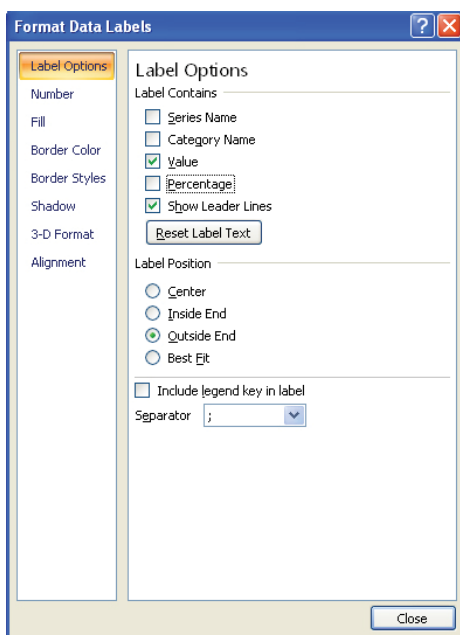 Format Data Labels
?
Label Options
Number
Fill
Border Color
Border Styles
Shadow
3-D Format
Alignment
Label Options
Label Contains
Series Name
Category Name
Value
Percentage
Show Leader Lines
Reset Label Text
Label Position
Center
Inside End
Outside End
Best Fit
Include legend key in label
Separator ;
Close